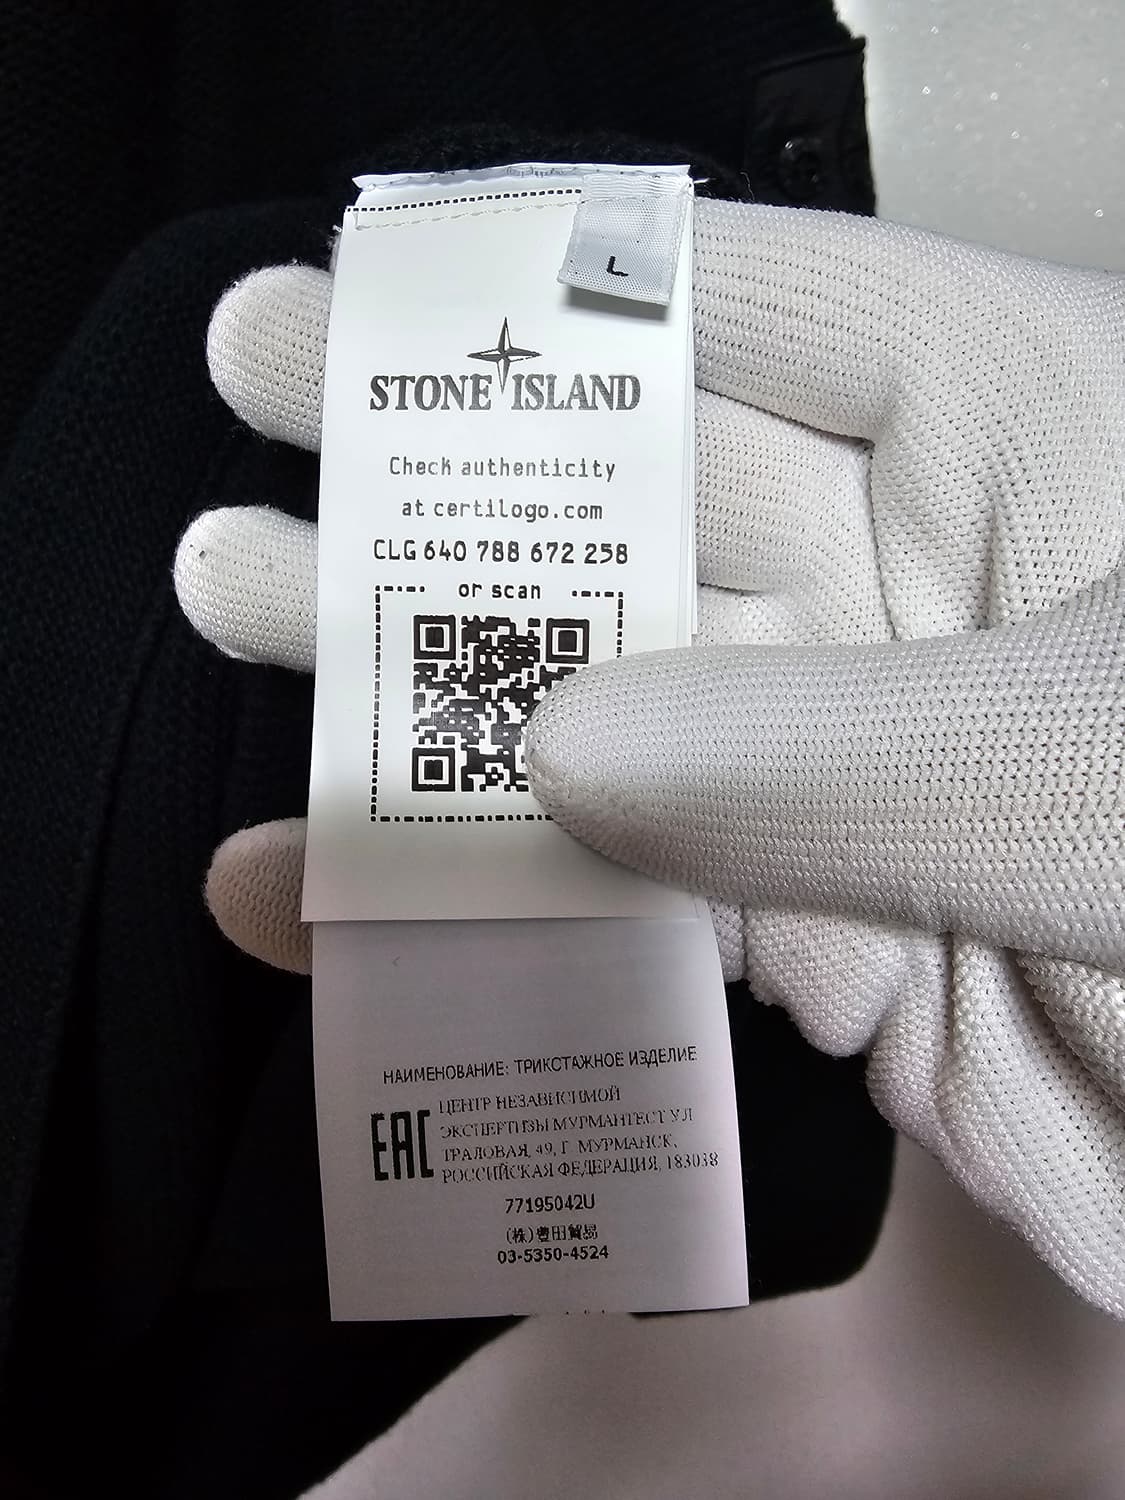 L
STONE ISLAND
Check authenticity
at certilogo.com
CLG 640 788 672 258
or scan
НАИМЕНОВАНИЕ: ТРИКСТАЖНОЕ ИЗДЕЛИЕ
EAC
ЦЕНТР НЕЗАВИСИМОЙ
ЭКСПЕРТИЗЫ МУРМАНТЕСТ УЛ
ТРАЛОВАЯ, 49, Г. МУРМАНСК,
РОССИЙСКАЯ ФЕДЕРАЦИЯ, 183038
77195042U
(株)豊田貿易
03-5350-4524